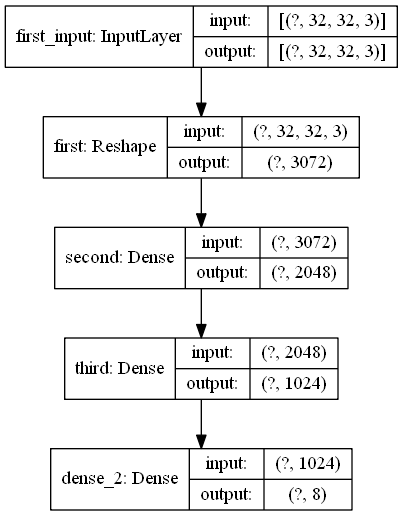 first_input: InputLayer
input: [(?, 32, 32, 3)]
output: [(?, 32, 32, 3)]
first: Reshape
input: (?, 32, 32, 3)
output: (?, 3072)
second: Dense
input: (?, 3072)
output: (?, 2048)
third: Dense
input: (?, 2048)
output: (?, 1024)
dense_2: Dense
input: (?, 1024)
output: (?, 8)